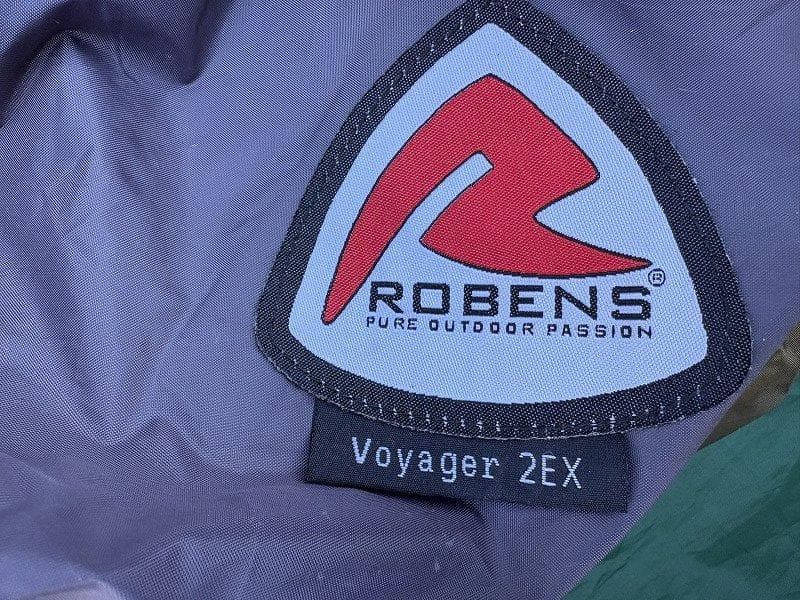 ROBENS®
PURE OUTDOOR PASSION
Voyager 2EX